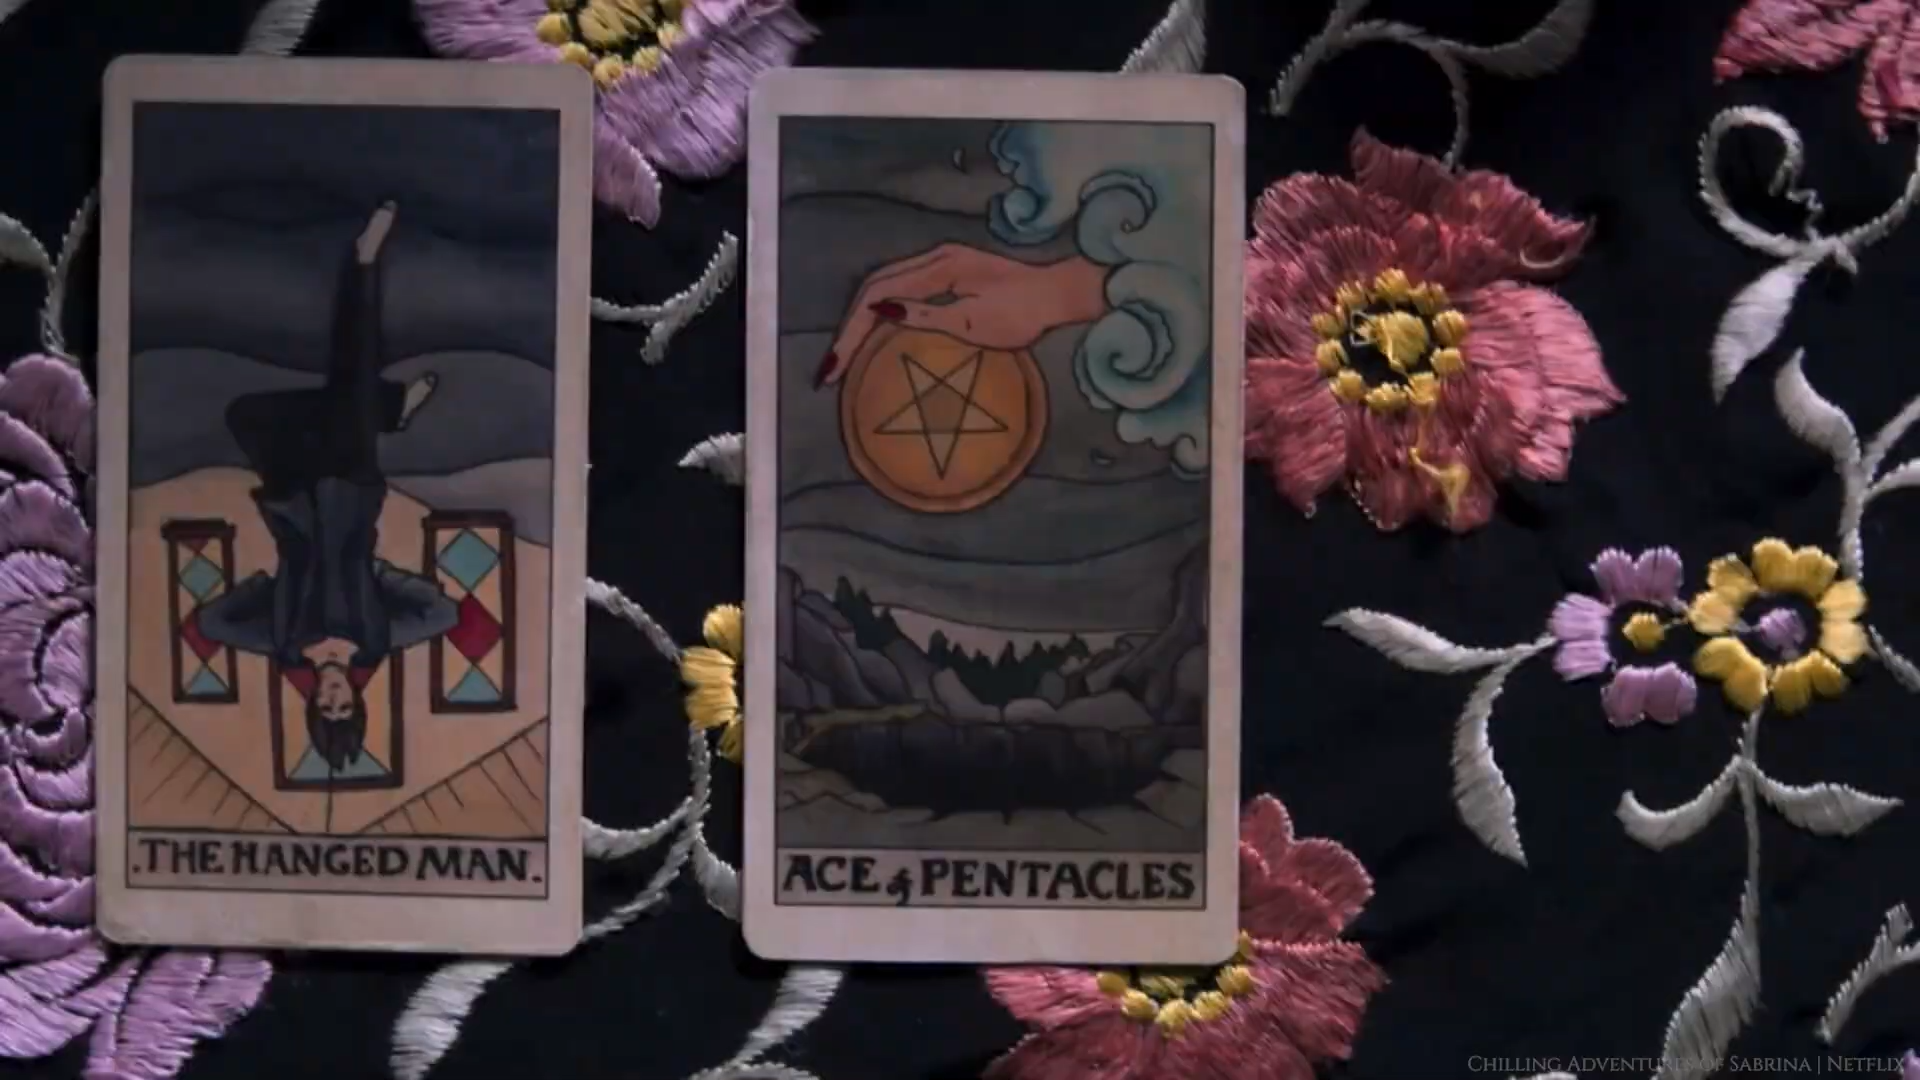 .THE HANGED MAN.
ACE of PENTACLES
CHILLING ADVENTURES OF SABRINA | NETFLIX